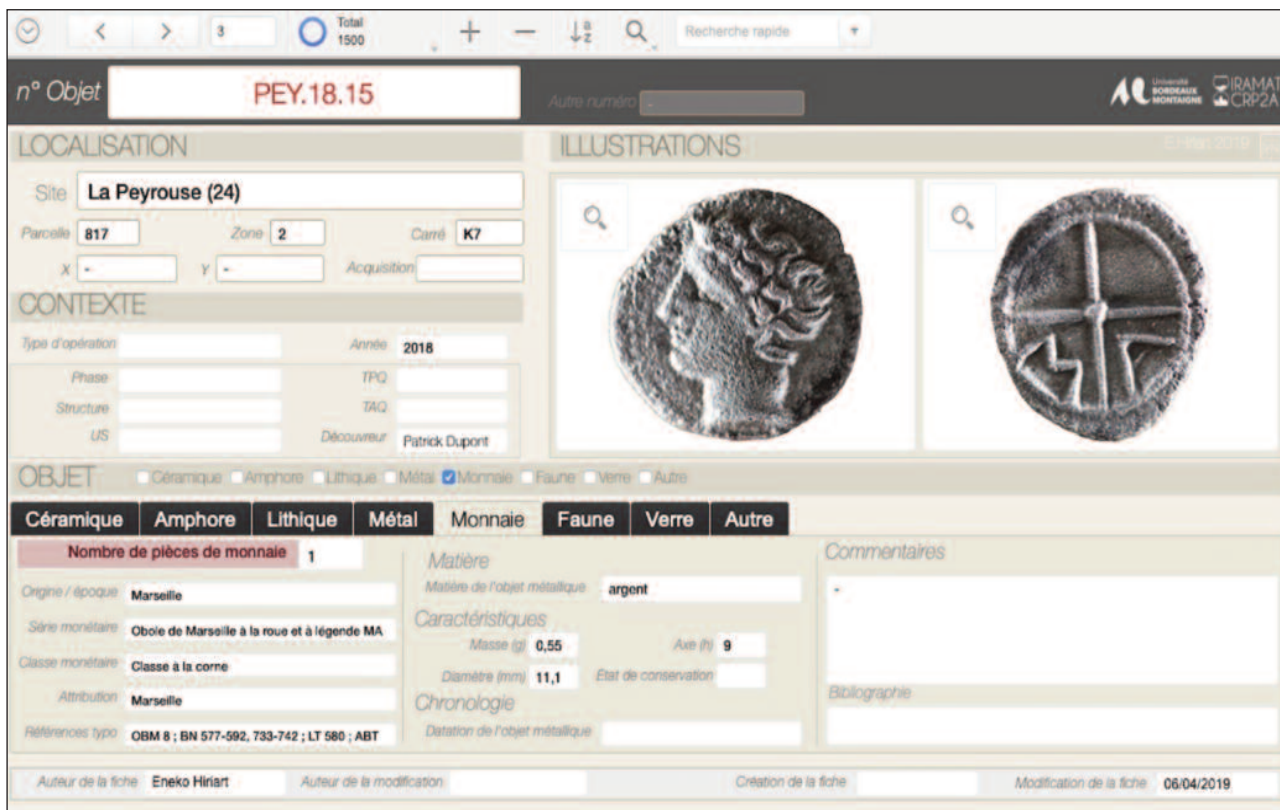 3 Total 1500 Recherche rapide
n° Objet PEY.18.15 Autre numéro -
Université BORDEAUX MONTAIGNE IRAMAT CRP2A
LOCALISATION
Site La Peyrouse (24)
Parcelle 817 Zone 2 Carré K7
X - Y - Acquisition
CONTEXTE
Type d'opération Année 2018
Phase TPQ
Structure TAQ
US Découvreur Patrick Dupont
ILLUSTRATIONS E.Hiriart 2019
OBJET Céramique Amphore Lithique Métal Monnaie Faune Verre Autre
Céramique Amphore Lithique Métal Monnaie Faune Verre Autre
Nombre de pièces de monnaie 1
Origine / époque Marseille
Série monétaire Obole de Marseille à la roue et à légende MA
Classe monétaire Classe à la corne
Attribution Marseille
Références typo OBM 8 ; BN 577-592, 733-742 ; LT 580 ; ABT
Matière
Matière de l'objet métallique argent
Caractéristiques
Masse (g) 0,55 Axe (h) 9
Diamètre (mm) 11,1 État de conservation
Chronologie
Datation de l'objet métallique
Commentaires
-
Bibliographie
Auteur de la fiche Eneko Hiriart Auteur de la modification Création de la fiche Modification de la fiche 06/04/2019